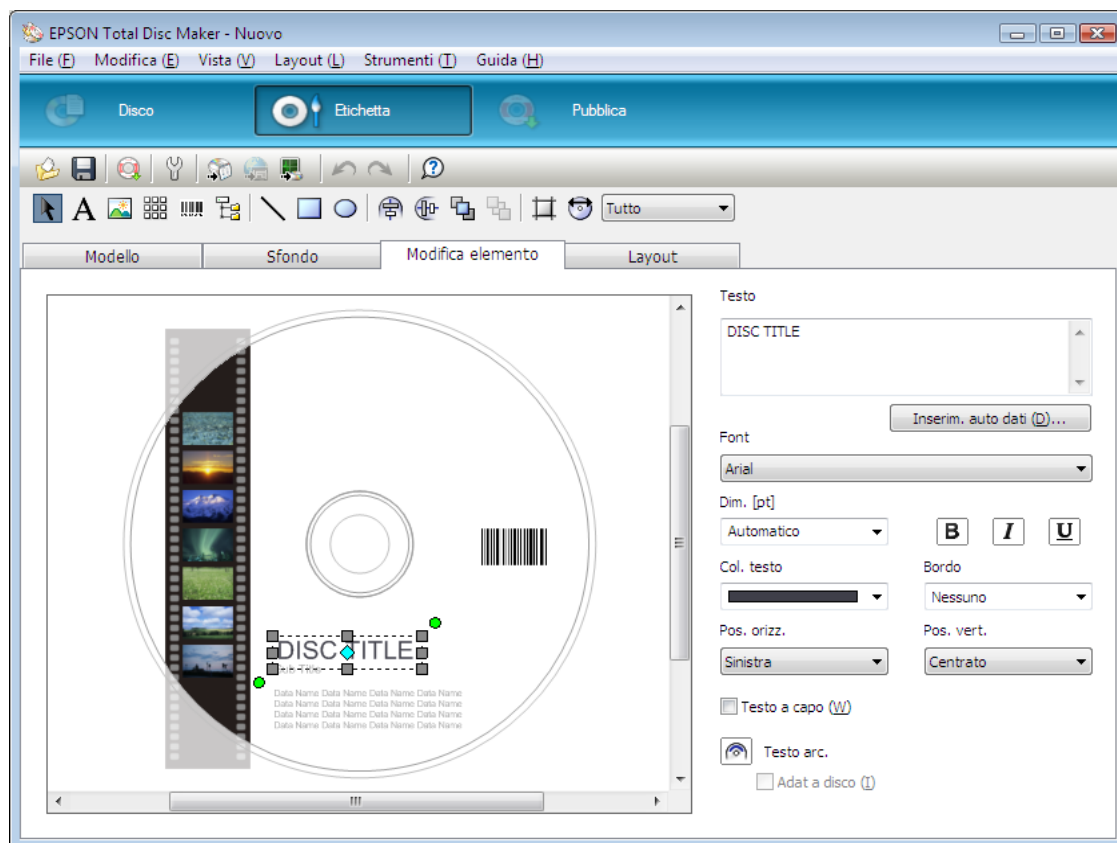 EPSON Total Disc Maker - Nuovo
File (F) Modifica (E) Vista (V) Layout (L) Strumenti (T) Guida (H)
Disco Etichetta Pubblica
Tutto
Modello Sfondo Modifica elemento Layout
Testo
DISC TITLE
Inserim. auto dati (D)...
Font
Arial
Dim. [pt]
Automatico B I U
Col. testo Bordo
Nessuno
Pos. orizz. Pos. vert.
Sinistra Centrato
Testo a capo (W)
Testo arc.
Adat a disco (I)
DISC TITLE
Sub Title
Data Name Data Name Data Name Data Name
Data Name Data Name Data Name Data Name
Data Name Data Name Data Name Data Name
Data Name Data Name Data Name Data Name